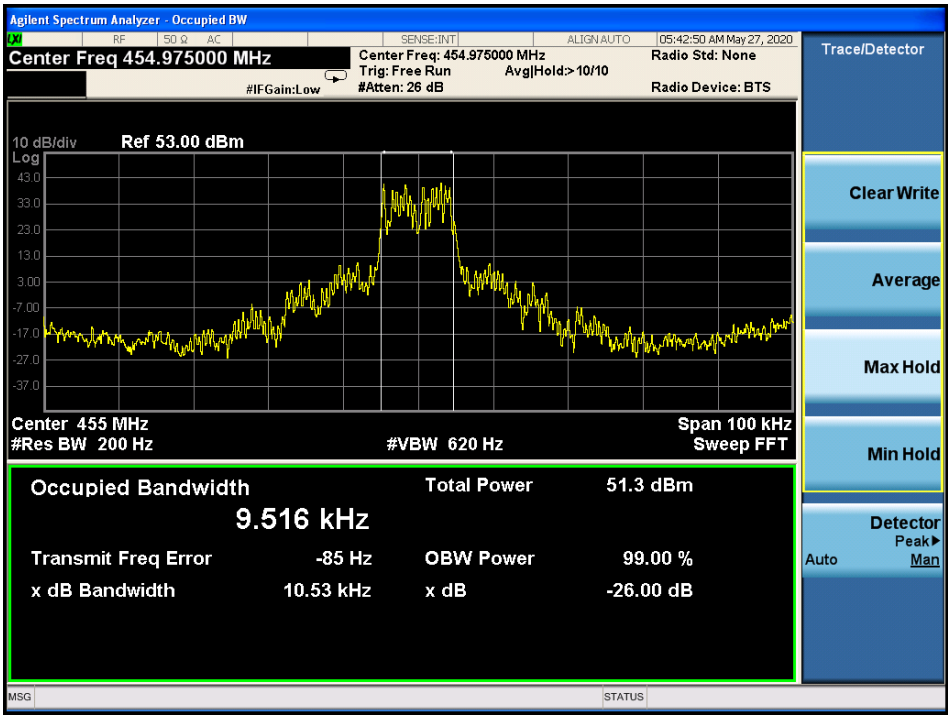 Agilent Spectrum Analyzer - Occupied BW
LXI
RF
50 Ω
AC
SENSE:INT
ALIGN AUTO
05:42:50 AM May 27, 2020
Center Freq 454.975000 MHz
Center Freq: 454.975000 MHz
Radio Std: None
Trig: Free Run
Avg|Hold:>10/10
#IFGain:Low
#Atten: 26 dB
Radio Device: BTS
Trace/Detector
10 dB/div
Ref 53.00 dBm
Log
43.0
33.0
23.0
13.0
3.00
-7.00
-17.0
-27.0
-37.0
Center 455 MHz
Span 100 kHz
#Res BW 200 Hz
#VBW 620 Hz
Sweep FFT
Clear Write
Average
Max Hold
Min Hold
Detector
Peak▶
Auto
Man
Occupied Bandwidth
Total Power
51.3 dBm
9.516 kHz
Transmit Freq Error
-85 Hz
OBW Power
99.00 %
x dB Bandwidth
10.53 kHz
x dB
-26.00 dB
MSG
STATUS